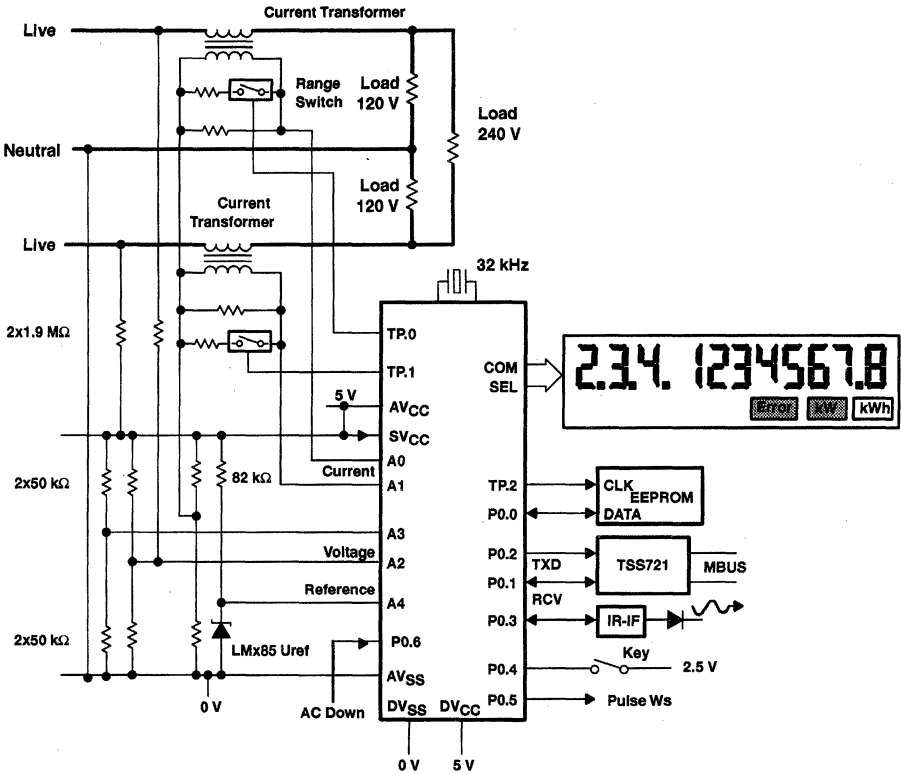 Current Transformer
Live
Range
Switch
Load
120 V
Load
240 V
Neutral
Load
120 V
Current
Transformer
Live
32 kHz
2x1.9 MΩ
TP.0
TP.1
COM
SEL
2.3.4. 1234567.8
Error kW kWh
5 V
AVCC
SVCC
A0
Current
A1
2x50 kΩ
82 kΩ
TP.2
CLK
EEPROM
P0.0
DATA
A3
Voltage
A2
P0.2
TXD
TSS721
MBUS
P0.1
RCV
Reference
A4
P0.3
IR-IF
2x50 kΩ
LMx85 Uref
P0.6
Key
P0.4
2.5 V
AVSS
0 V
AC Down
P0.5
Pulse Ws
DVSS DVCC
0 V 5 V